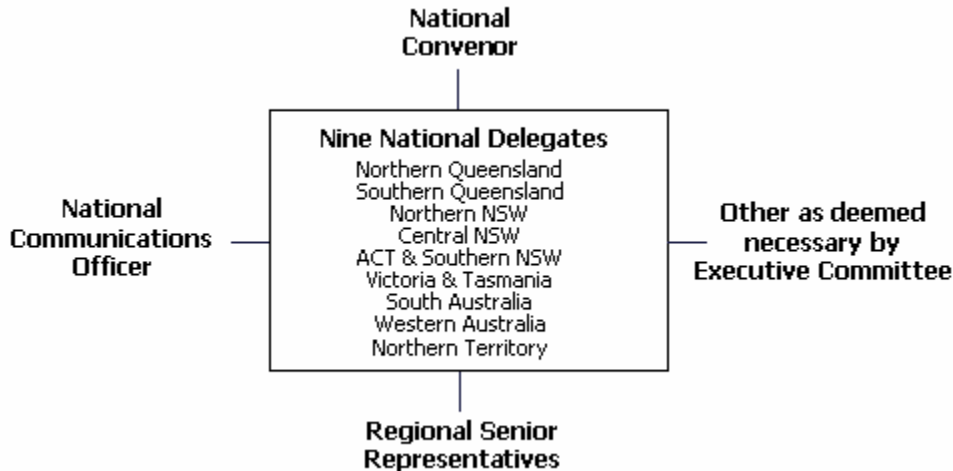 National
Convenor
Nine National Delegates
Northern Queensland
Southern Queensland
Northern NSW
Central NSW
ACT & Southern NSW
Victoria & Tasmania
South Australia
Western Australia
Northern Territory
National
Communications
Officer
Other as deemed
necessary by
Executive Committee
Regional Senior
Representatives